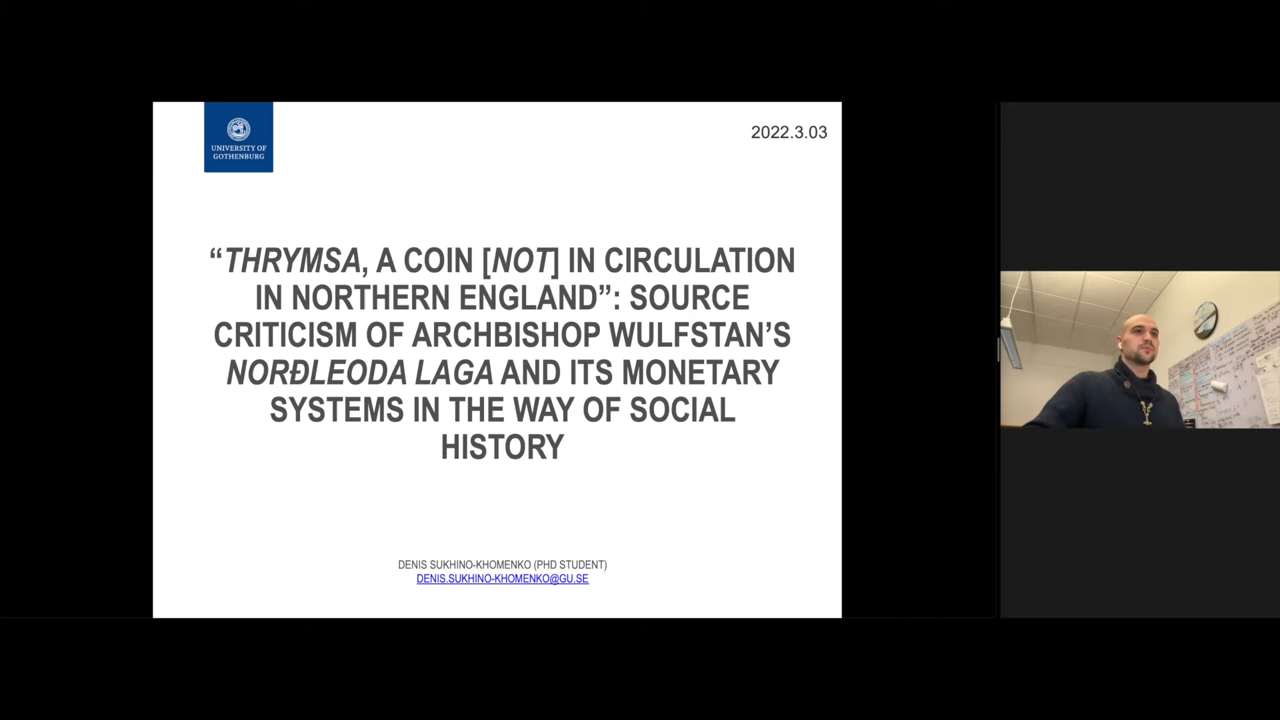 UNIVERSITY OF
GOTHENBURG
2022.3.03
“THRYMSA, A COIN [NOT] IN CIRCULATION
IN NORTHERN ENGLAND”: SOURCE
CRITICISM OF ARCHBISHOP WULFSTAN’S
NORÐLEODA LAGA AND ITS MONETARY
SYSTEMS IN THE WAY OF SOCIAL
HISTORY
DENIS SUKHINO-KHOMENKO (PHD STUDENT)
DENIS.SUKHINO-KHOMENKO@GU.SE